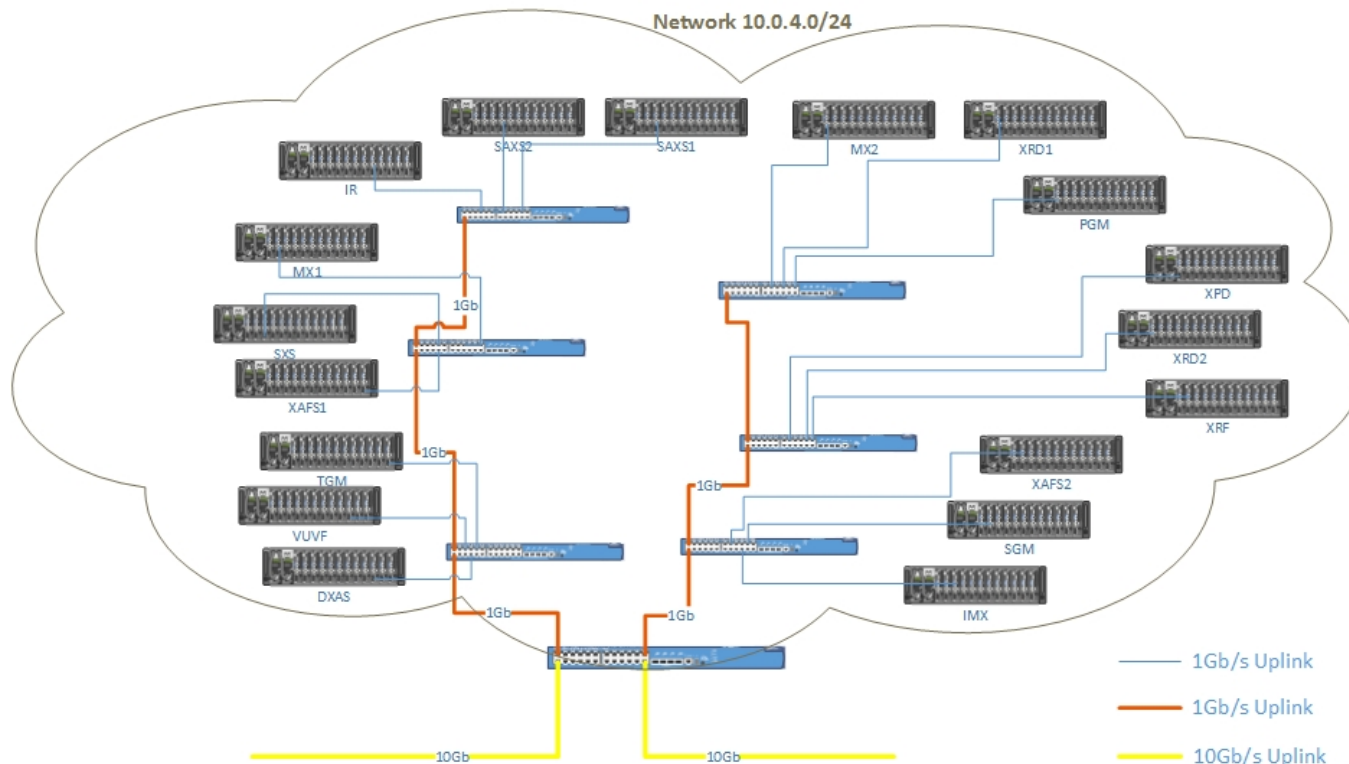 Network 10.0.4.0/24
SAXS2
SAXS1
MX2
XRD1
IR
PGM
MX1
XPD
1Gb
SXS
XRD2
XAFS1
XRF
1Gb
TGM
1Gb
XAFS2
VUVF
SGM
DXAS
1Gb
1Gb
IMX
1Gb/s Uplink
1Gb/s Uplink
10Gb
10Gb
10Gb/s Uplink